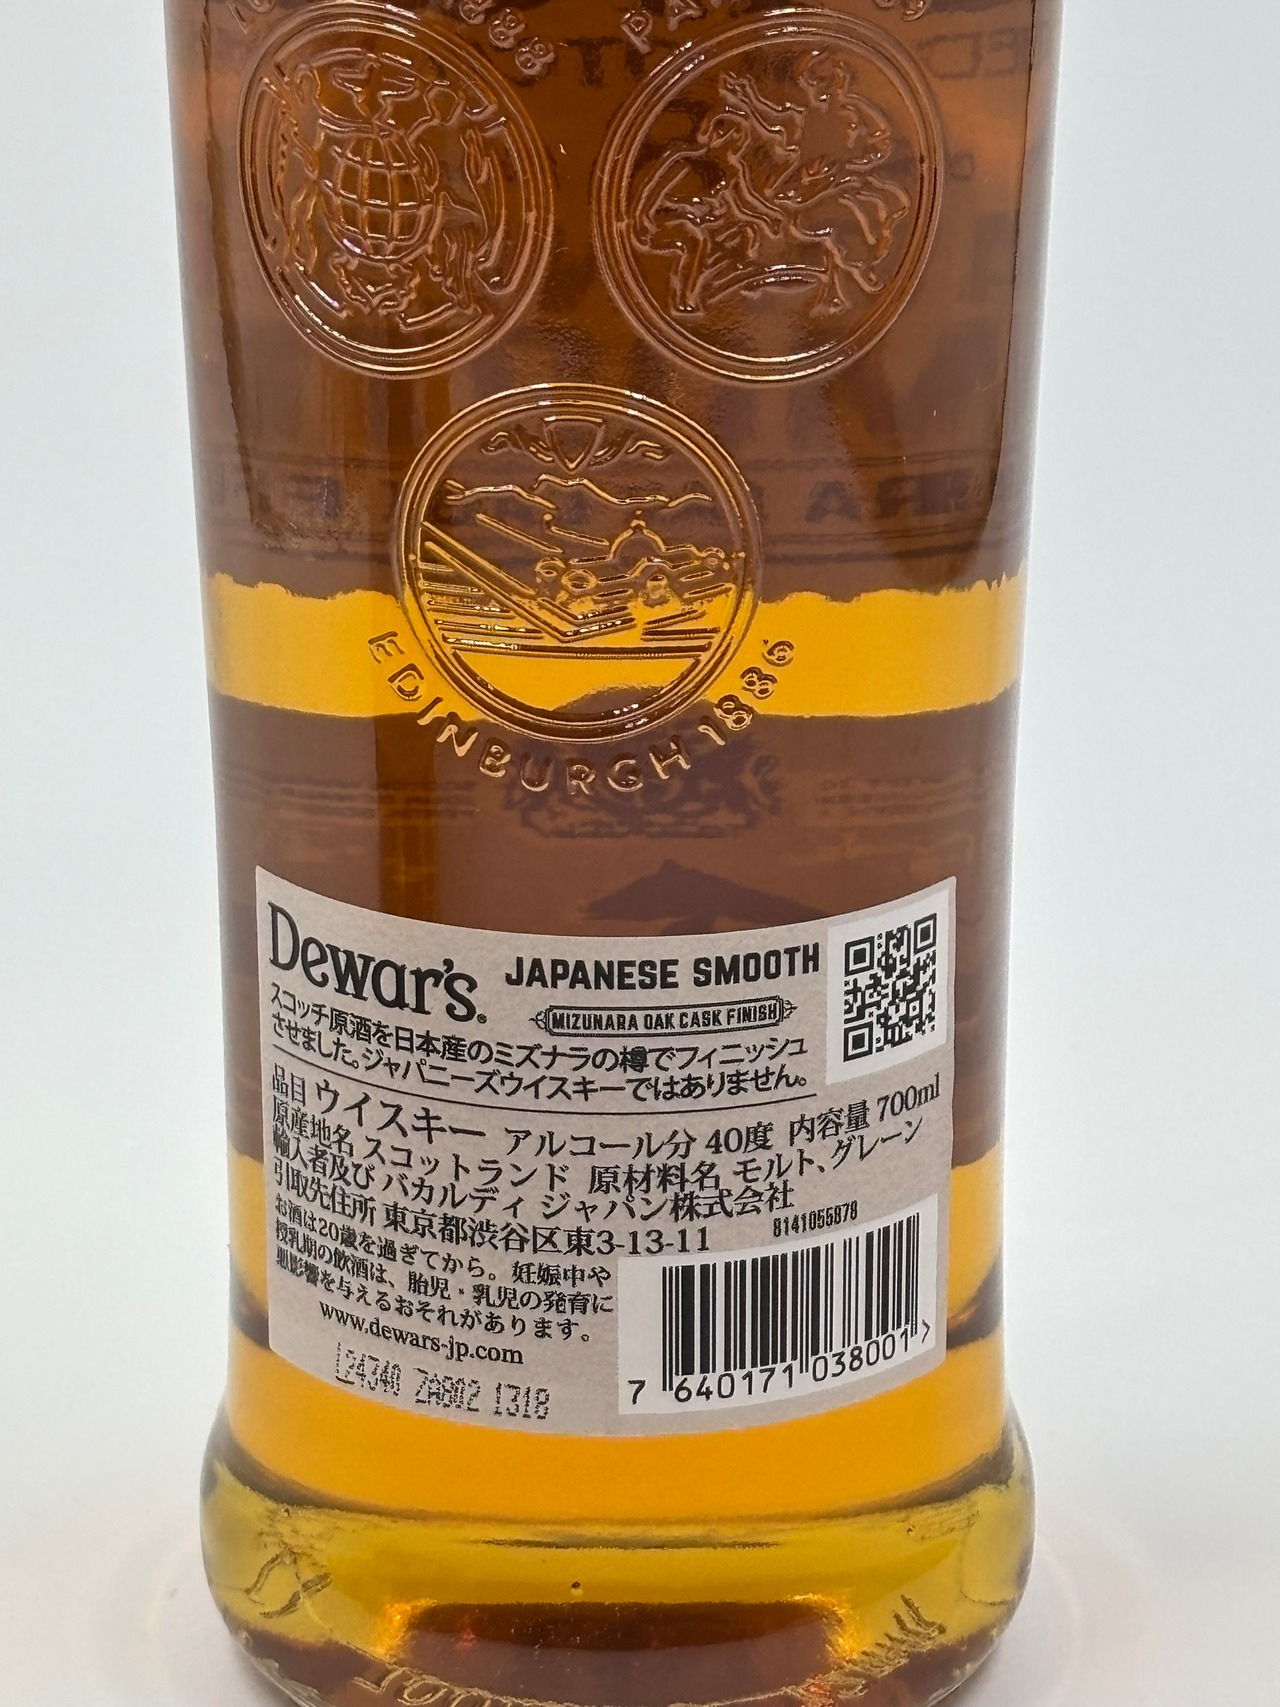 1888
EDINBURGH 1886
Dewar's
JAPANESE SMOOTH
MIZUNARA OAK CASK FINISH
スコッチ原酒を日本産のミズナラの樽でフィニッシュ
させました。ジャパニーズウイスキーではありません。
品目 ウイスキー アルコール分 40度 内容量 700ml
原産地名 スコットランド 原材料名 モルト、グレーン
輸入者及び バカルディ ジャパン株式会社
引取先住所 東京都渋谷区東3-13-11
8141055878
お酒は20歳を過ぎてから。妊娠中や
授乳期の飲酒は、胎児・乳児の発育に
悪影響を与えるおそれがあります。
www.dewars-jp.com
L24340 ZA802 1318
7 640171 038001 >